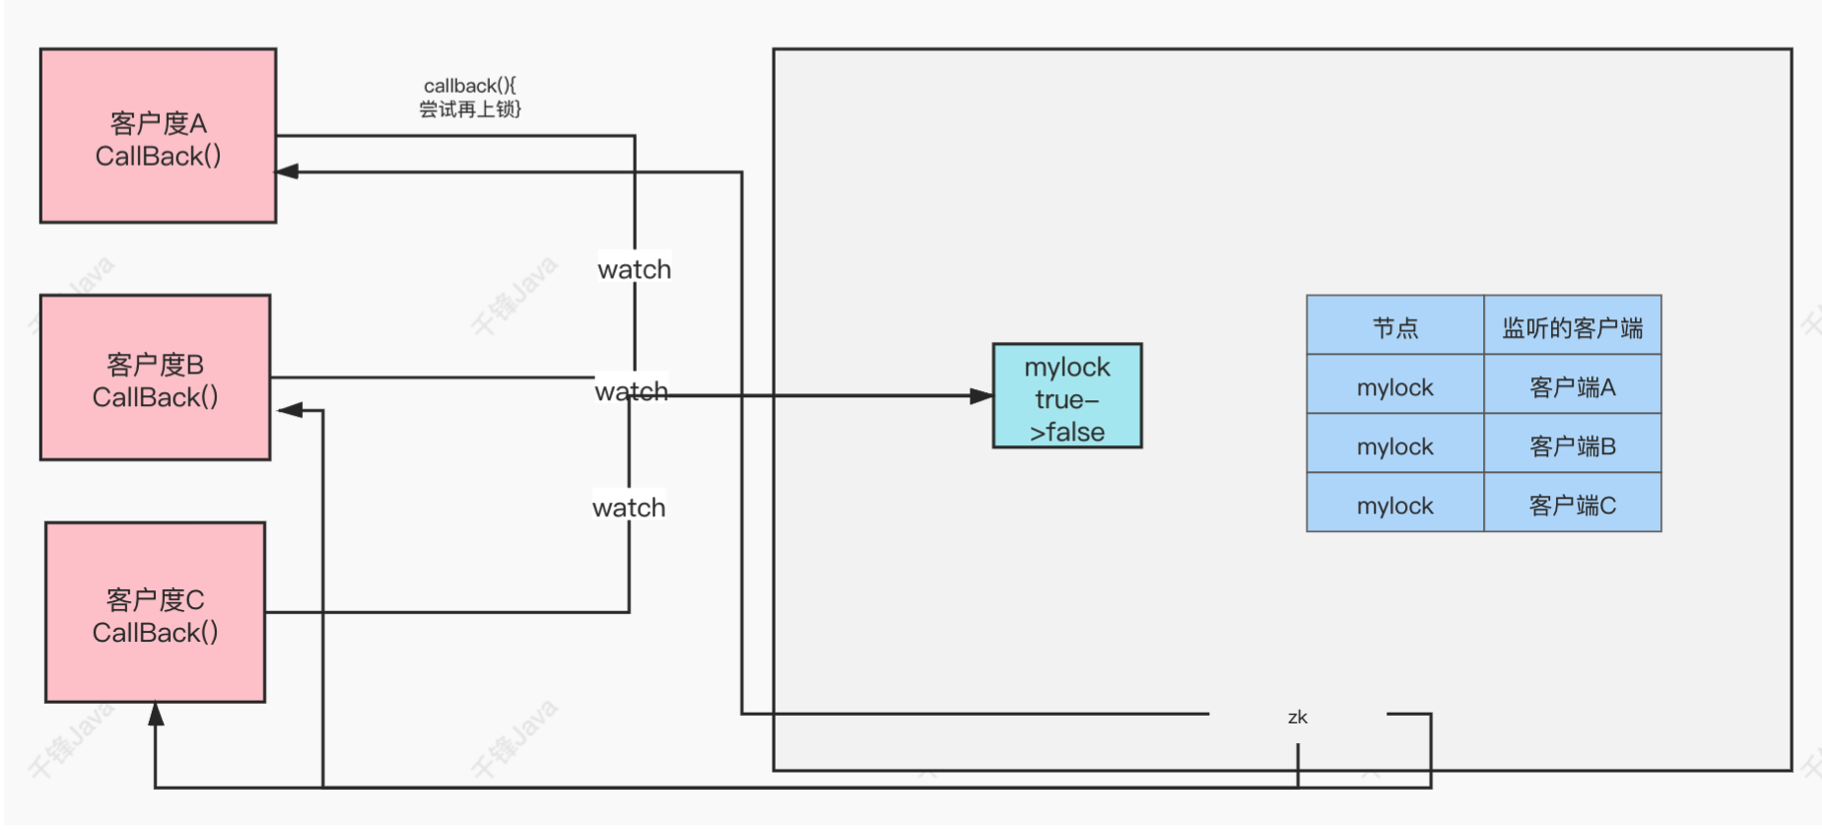 callback(){
尝试再上锁}
客户度A
CallBack()
watch
客户度B
CallBack()
watch
mylock
true–
>false
节点 监听的客户端
mylock 客户端A
mylock 客户端B
mylock 客户端C
watch
客户度C
CallBack()
zk
千锋Java
千锋Java
千锋Java
千锋Java